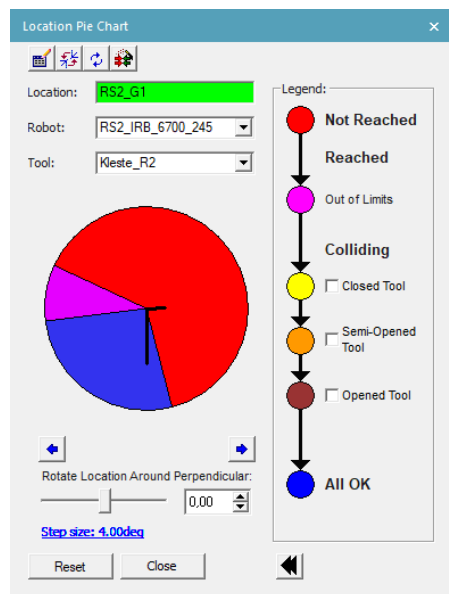 Location Pie Chart
Location: RS2_G1
Robot: RS2_IRB_6700_245
Tool: Kleste_R2
Rotate Location Around Perpendicular:
0,00
Step size: 4.00deg
Reset Close
Legend:
Not Reached
Reached
Out of Limits
Colliding
Closed Tool
Semi-Opened
Tool
Opened Tool
All OK